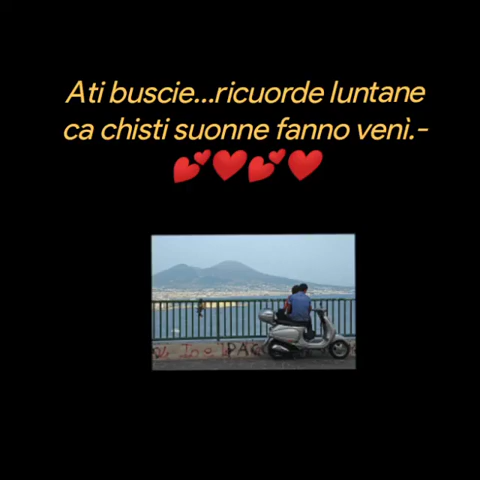 Ati buscie...ricuorde luntane
ca chisti suonne fanno venì.-
💕❤️💕❤️